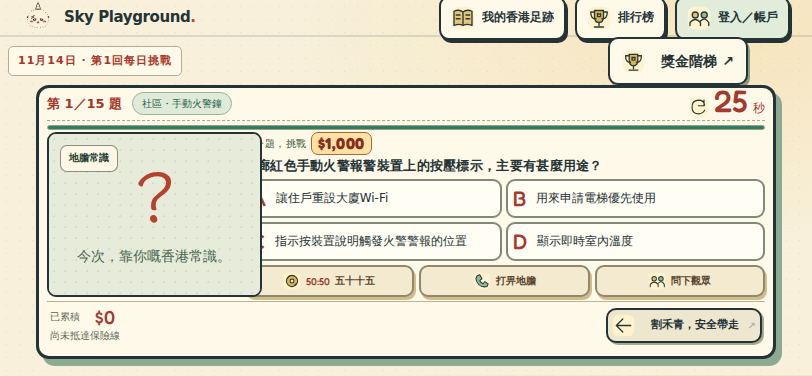 Sky Playground.
我的香港足跡
排行榜
登入／帳戶
11月14日 · 第1回每日挑戰
獎金階梯 ↗
第 1／15 題
社區 · 手動火警鐘
25 秒
地膽常識
?
今次，靠你嘅香港常識。
題，挑戰 $1,000
廊紅色手動火警報警裝置上的按壓標示，主要有甚麼用途？
讓住戶重設大廈Wi-Fi
B 用來申請電梯優先使用
指示按裝置說明觸發火警警報的位置
D 顯示即時室內溫度
50:50 五十十五
打畀地膽
問下觀眾
已累積 $0
尚未抵達保險線
← 割禾青，安全帶走 ↗